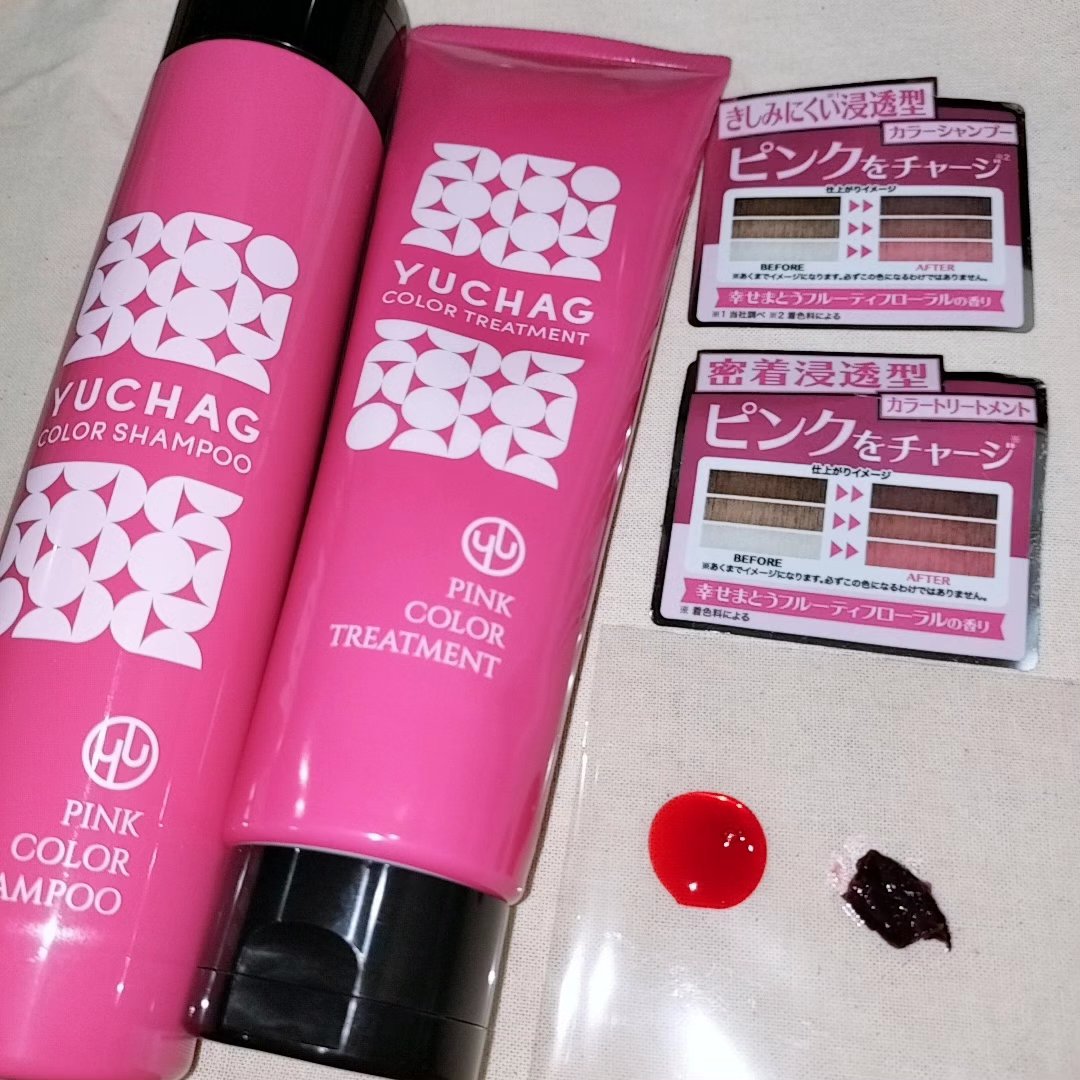 YUCHAG
COLOR SHAMPOO
PINK
COLOR
AMPOO
YUCHAG
COLOR TREATMENT
PINK
COLOR
TREATMENT
きしみにくい浸透型※1
カラーシャンプー
ピンクをチャージ※2
仕上がりイメージ
BEFORE
AFTER
※あくまでイメージになります。必ずこの色になるわけではありません。
幸せまとうフルーティフローラルの香り
※1 当社調べ ※2 着色料による
密着浸透型
カラートリートメント
ピンクをチャージ※
仕上がりイメージ
BEFORE
AFTER
※あくまでイメージになります。必ずこの色になるわけではありません。
幸せまとうフルーティフローラルの香り
※ 着色料による